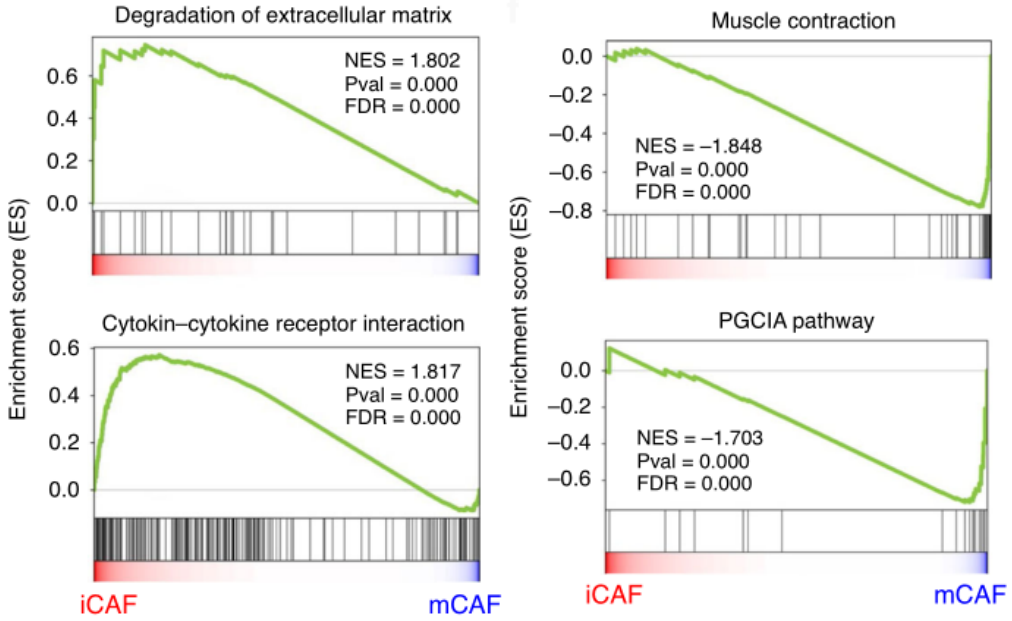 Degradation of extracellular matrix
NES = 1.802
Pval = 0.000
FDR = 0.000
0.6
0.4
0.2
0.0
Muscle contraction
0.0
−0.2
−0.4
−0.6
−0.8
NES = −1.848
Pval = 0.000
FDR = 0.000
Enrichment score (ES)
Enrichment score (ES)
Cytokin–cytokine receptor interaction
0.6
0.4
0.2
0.0
NES = 1.817
Pval = 0.000
FDR = 0.000
iCAF
mCAF
PGCIA pathway
0.0
−0.2
−0.4
−0.6
NES = −1.703
Pval = 0.000
FDR = 0.000
iCAF
mCAF